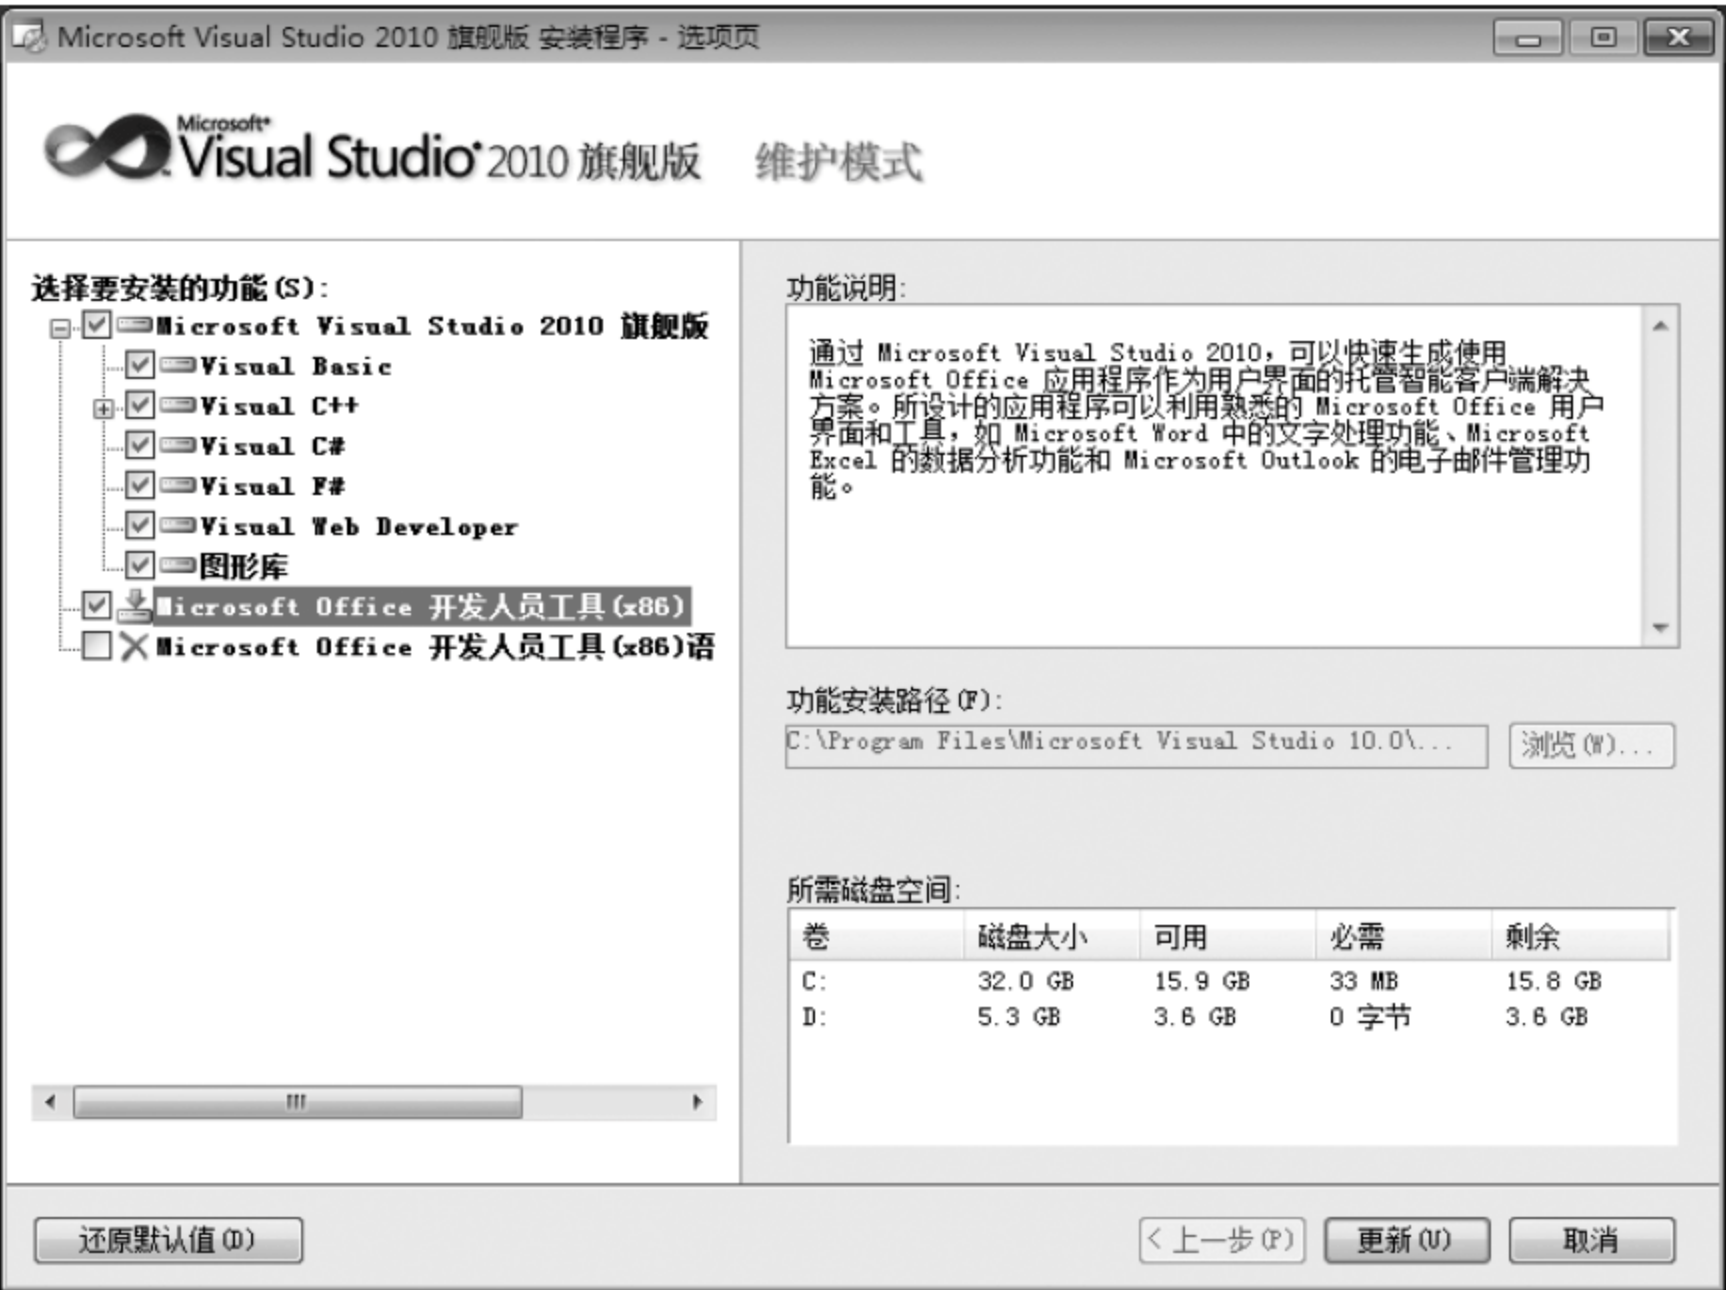 Microsoft Visual Studio 2010 旗舰版 安装程序 - 选项页
Microsoft
Visual Studio 2010 旗舰版 维护模式
选择要安装的功能(S):
Microsoft Visual Studio 2010 旗舰版
Visual Basic
Visual C++
Visual C#
Visual F#
Visual Web Developer
图形库
Microsoft Office 开发人员工具(x86)
Microsoft Office 开发人员工具(x86)语
功能说明:
通过 Microsoft Visual Studio 2010，可以快速生成使用
Microsoft Office 应用程序作为用户界面的托管智能客户端解决
方案。所设计的应用程序可以利用熟悉的 Microsoft Office 用户
界面和工具，如 Microsoft Word 中的文字处理功能、Microsoft
Excel 的数据分析功能和 Microsoft Outlook 的电子邮件管理功
能。
功能安装路径(F):
C:\Program Files\Microsoft Visual Studio 10.0\...
浏览(W)...
所需磁盘空间:
卷 磁盘大小 可用 必需 剩余
C: 32.0 GB 15.9 GB 33 MB 15.8 GB
D: 5.3 GB 3.6 GB 0 字节 3.6 GB
还原默认值(D)
< 上一步(P)
更新(U)
取消